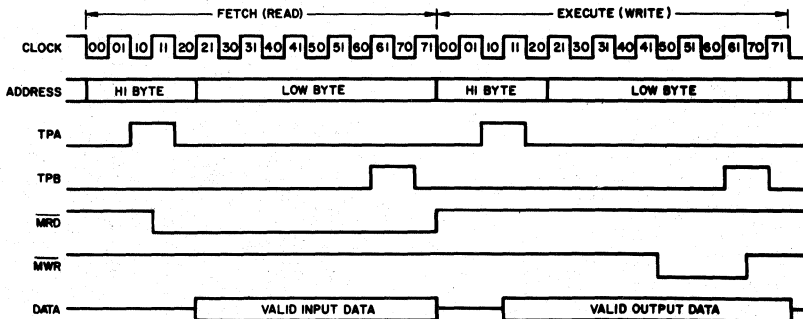 FETCH (READ) EXECUTE (WRITE)
CLOCK 00 01 10 11 20 21 30 31 40 41 50 51 60 61 70 71 00 01 10 11 20 21 30 31 40 41 50 51 60 61 70 71
ADDRESS HI BYTE LOW BYTE HI BYTE LOW BYTE
TPA
TPB
MRD
MWR
DATA VALID INPUT DATA VALID OUTPUT DATA